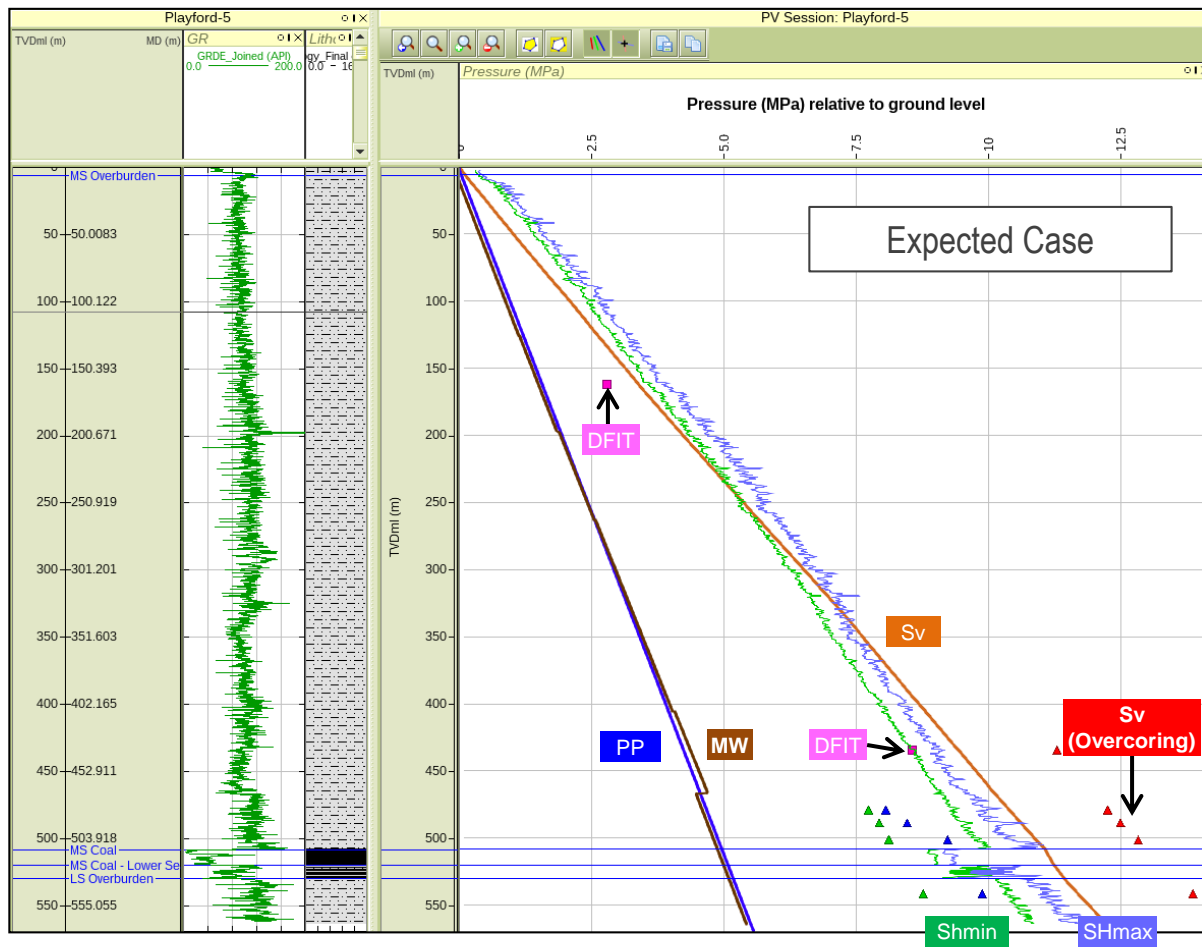 Playford-5
PV Session: Playford-5
TVDml (m)
MD (m)
GR
Litho
GRDE_Joined (API)
0.0
200.0
gy_Final
0.0
16
TVDml (m)
Pressure (MPa)
Pressure (MPa) relative to ground level
2.5
5.0
7.5
10
12.5
0
0
MS Overburden
50
50.0083
50
Expected Case
100
100.122
100
150
150.393
150
200
200.671
200
DFIT
250
250.919
250
TVDml (m)
300
301.201
300
350
351.603
350
Sv
400
402.165
400
Sv
(Overcoring)
PP
MW
DFIT
450
452.911
450
500
503.918
500
MS Coal
MS Coal - Lower Se
LS Overburden
550
555.055
550
Shmin
SHmax